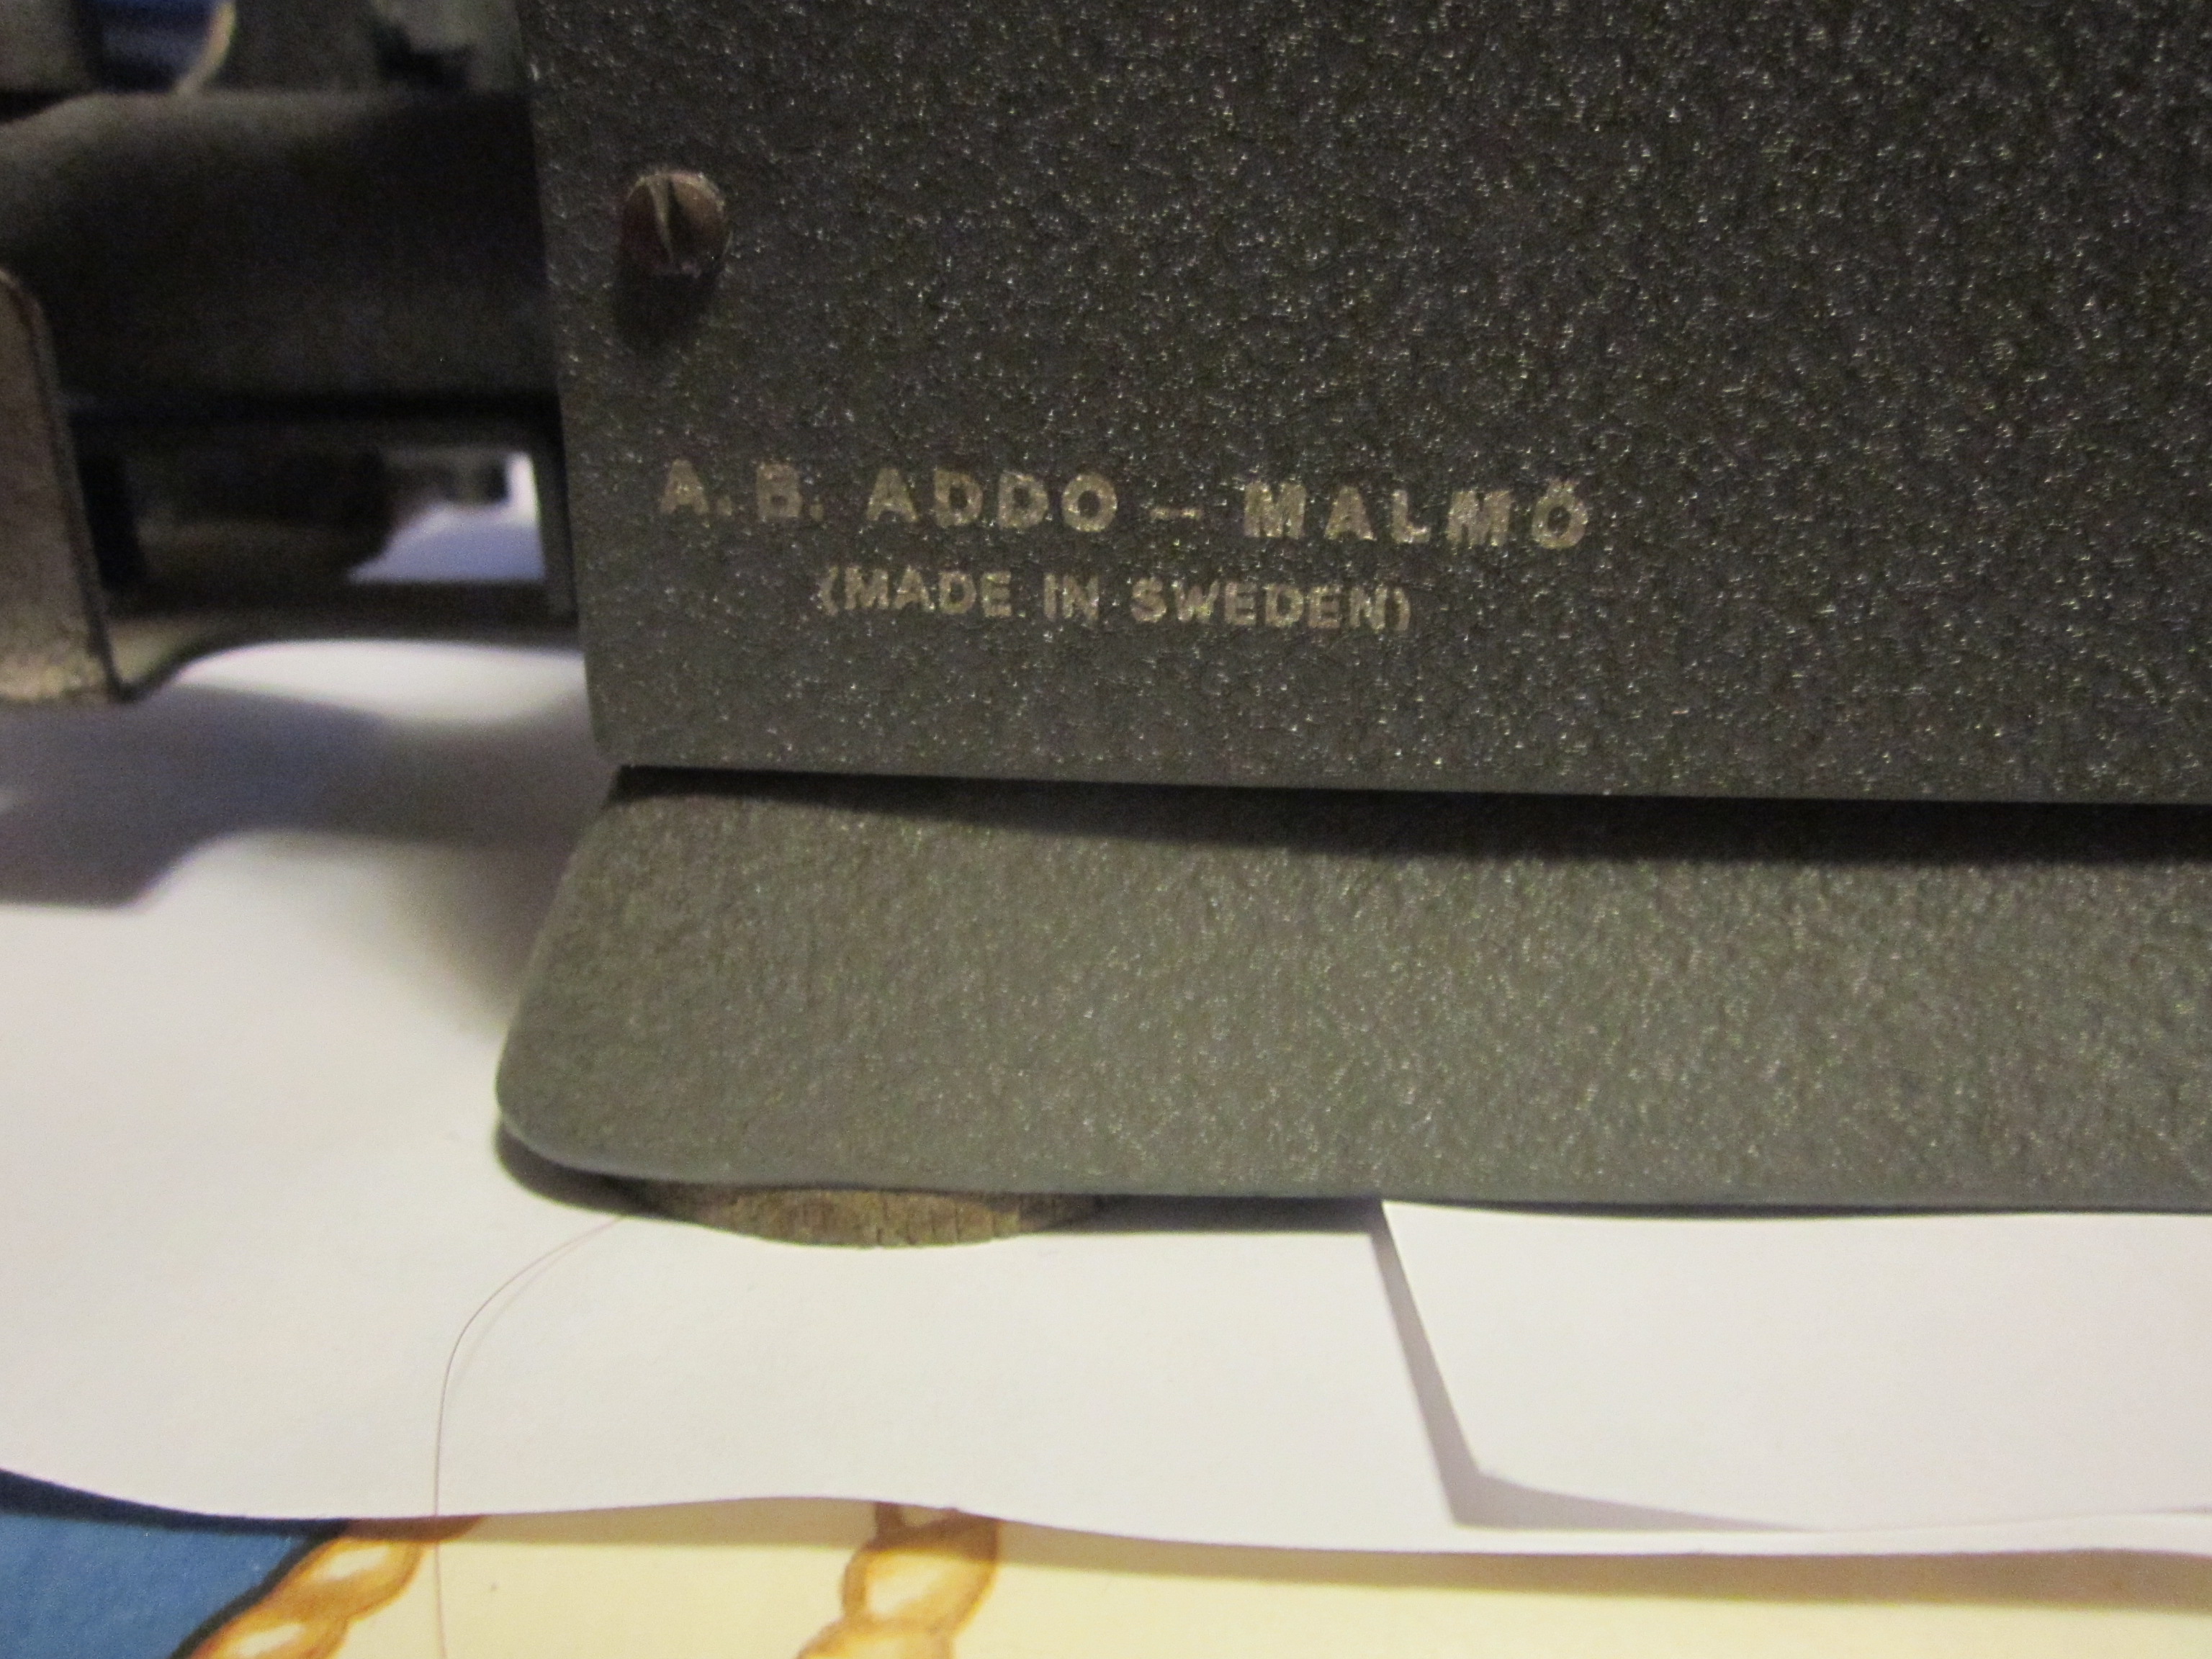 A. B. ADDO — MALMÖ
(MADE IN SWEDEN)